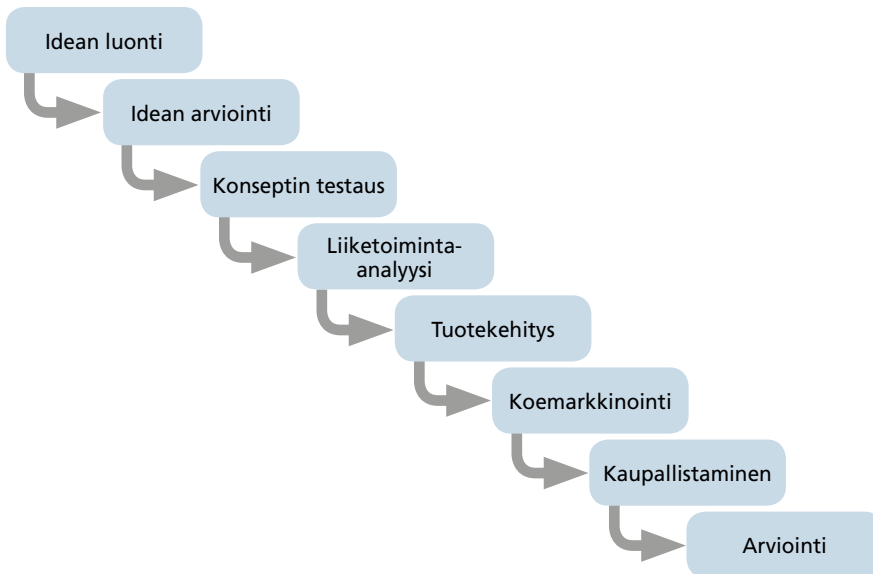 Idean luonti
Idean arviointi
Konseptin testaus
Liiketoiminta-
analyysi
Tuotekehitys
Koemarkkinointi
Kaupallistaminen
Arviointi